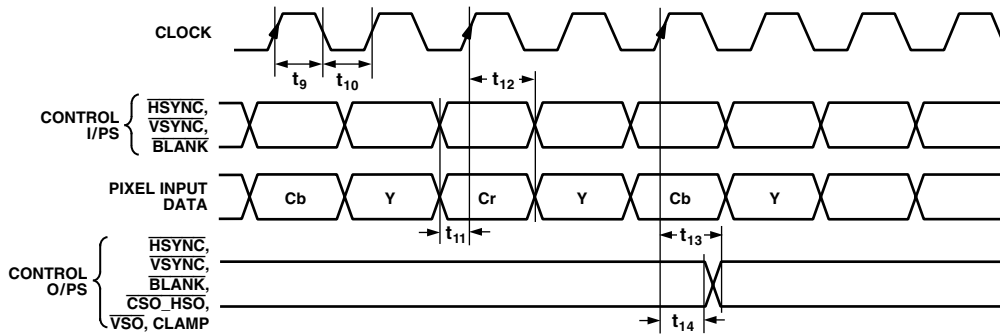 CLOCK
t9 t10 t12
CONTROL I/PS
HSYNC,
VSYNC,
BLANK
PIXEL INPUT DATA
Cb Y Cr Y Cb Y
t11 t13
CONTROL O/PS
HSYNC,
VSYNC,
BLANK,
CSO_HSO,
VSO, CLAMP
t14